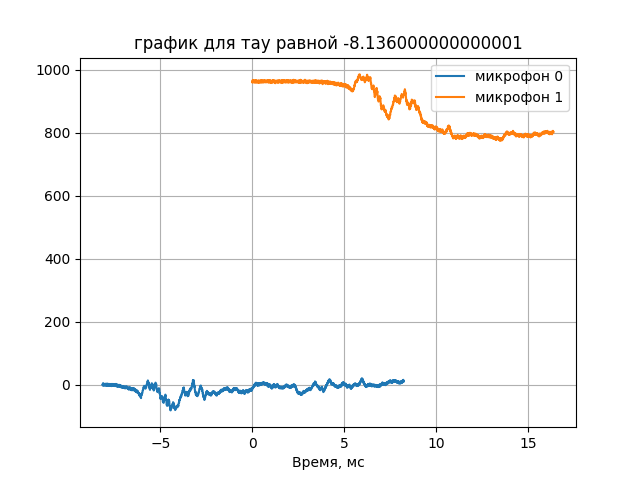 график для тау равной -8.136000000000001
микрофон 0
микрофон 1
1000
800
600
400
200
0
−5 0 5 10 15
Время, мс